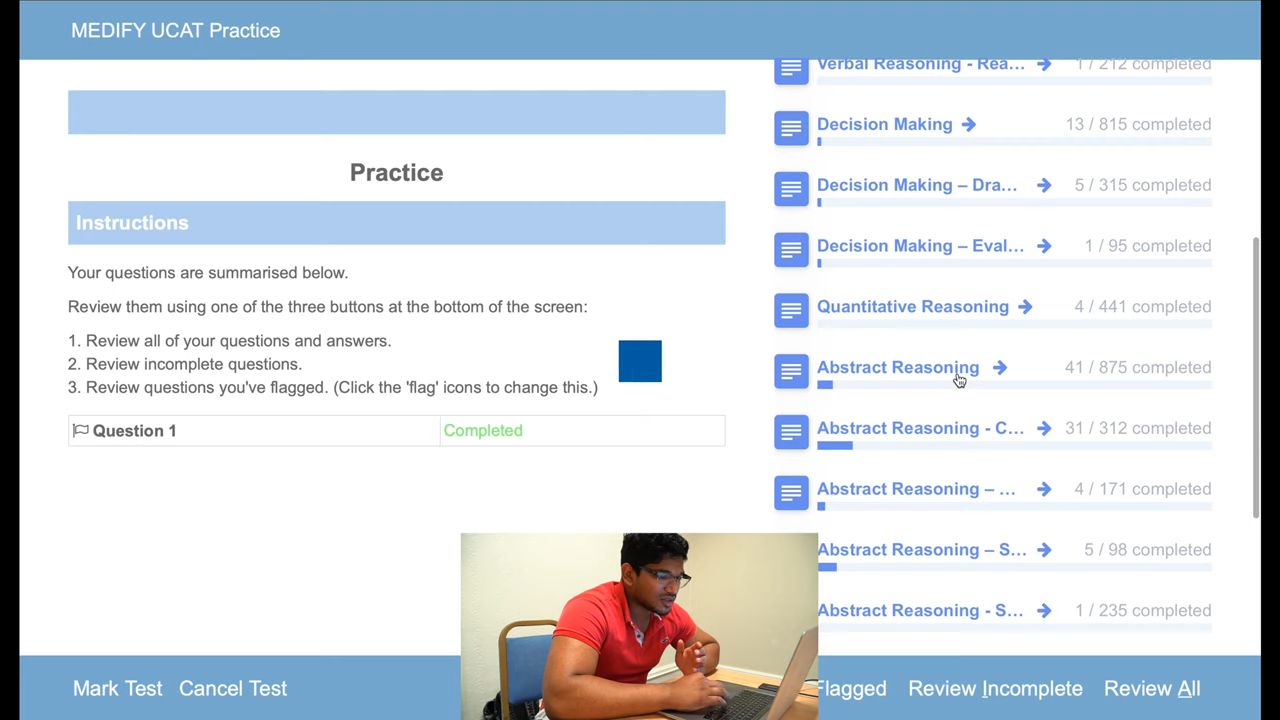 MEDIFY UCAT Practice
Practice
Instructions
Your questions are summarised below.
Review them using one of the three buttons at the bottom of the screen:
1. Review all of your questions and answers.
2. Review incomplete questions.
3. Review questions you've flagged. (Click the 'flag' icons to change this.)
Question 1 Completed
Verbal Reasoning - Rea... 1 / 212 completed
Decision Making 13 / 815 completed
Decision Making – Dra... 5 / 315 completed
Decision Making – Eval... 1 / 95 completed
Quantitative Reasoning 4 / 441 completed
Abstract Reasoning 41 / 875 completed
Abstract Reasoning - C... 31 / 312 completed
Abstract Reasoning – ... 4 / 171 completed
Abstract Reasoning – S... 5 / 98 completed
Abstract Reasoning - S... 1 / 235 completed
Mark Test Cancel Test Flagged Review Incomplete Review All